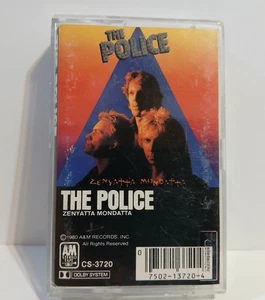 THE
POLICE
ZENYATTA MONDATTA
THE POLICE
ZENYATTA MONDATTA
©1980 A&M RECORDS, INC.
All Rights Reserved
A&M
CS-3720
DOLBY SYSTEM
0
7502-13720-4